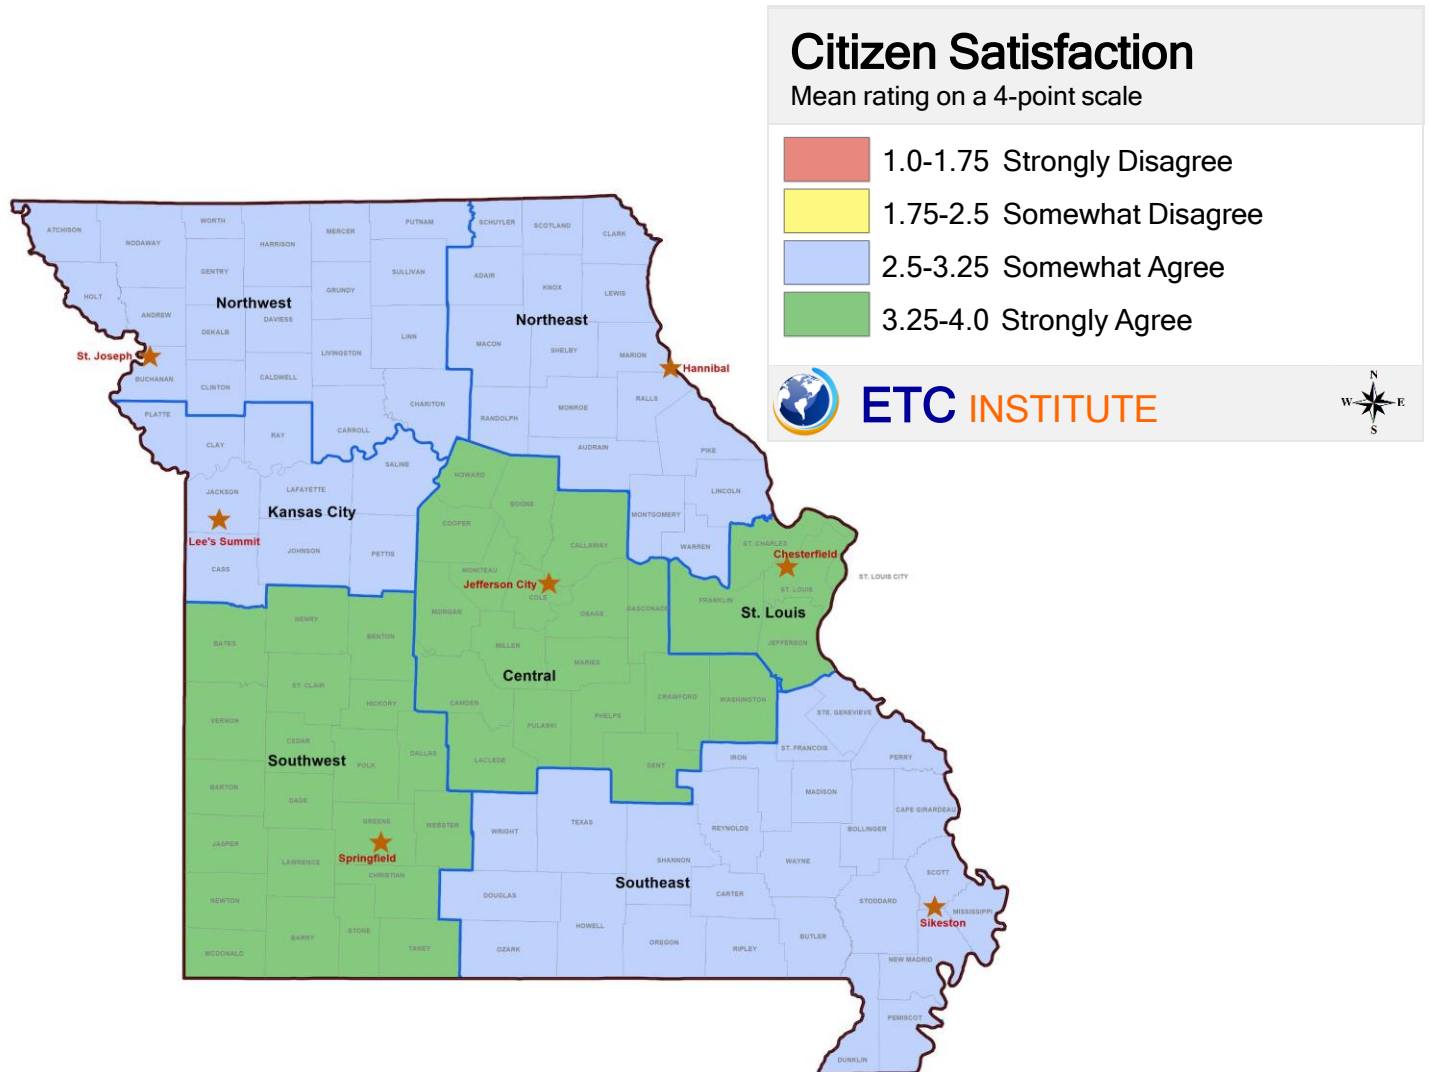 Citizen Satisfaction
Mean rating on a 4-point scale
1.0-1.75 Strongly Disagree
1.75-2.5 Somewhat Disagree
2.5-3.25 Somewhat Agree
3.25-4.0 Strongly Agree
ETC INSTITUTE
N
W E
S
ATCHISON
NODAWAY
WORTH
HARRISON
MERCER
PUTNAM
SCHUYLER
SCOTLAND
CLARK
HOLT
GENTRY
SULLIVAN
ADAIR
KNOX
LEWIS
ANDREW
Northwest
GRUNDY
DAVIESS
DEKALB
Northeast
LINN
MACON
SHELBY
MARION
St. Joseph
LIVINGSTON
Hannibal
BUCHANAN
CLINTON
CALDWELL
CHARITON
RANDOLPH
MONROE
RALLS
PLATTE
CLAY
RAY
CARROLL
AUDRAIN
PIKE
SALINE
HOWARD
JACKSON
LAFAYETTE
BOONE
LINCOLN
Kansas City
COOPER
MONTGOMERY
Lee's Summit
JOHNSON
PETTIS
CALLAWAY
WARREN
ST. CHARLES
Chesterfield
CASS
MONITEAU
Jefferson City
COLE
ST. LOUIS
ST. LOUIS CITY
MORGAN
OSAGE
GASCONADE
FRANKLIN
St. Louis
HENRY
BENTON
BATES
MILLER
MARIES
JEFFERSON
Central
ST. CLAIR
HICKORY
CAMDEN
PULASKI
PHELPS
CRAWFORD
WASHINGTON
STE. GENEVIEVE
VERNON
CEDAR
DALLAS
ST. FRANCOIS
Southwest
POLK
LACLEDE
DENT
IRON
PERRY
BARTON
DADE
MADISON
CAPE GIRARDEAU
GREENE
WEBSTER
WRIGHT
TEXAS
REYNOLDS
BOLLINGER
JASPER
Springfield
LAWRENCE
CHRISTIAN
SHANNON
WAYNE
SCOTT
Southeast
NEWTON
DOUGLAS
CARTER
STODDARD
MISSISSIPPI
Sikeston
STONE
BARRY
TANEY
HOWELL
OREGON
BUTLER
MCDONALD
OZARK
RIPLEY
NEW MADRID
PEMISCOT
DUNKLIN